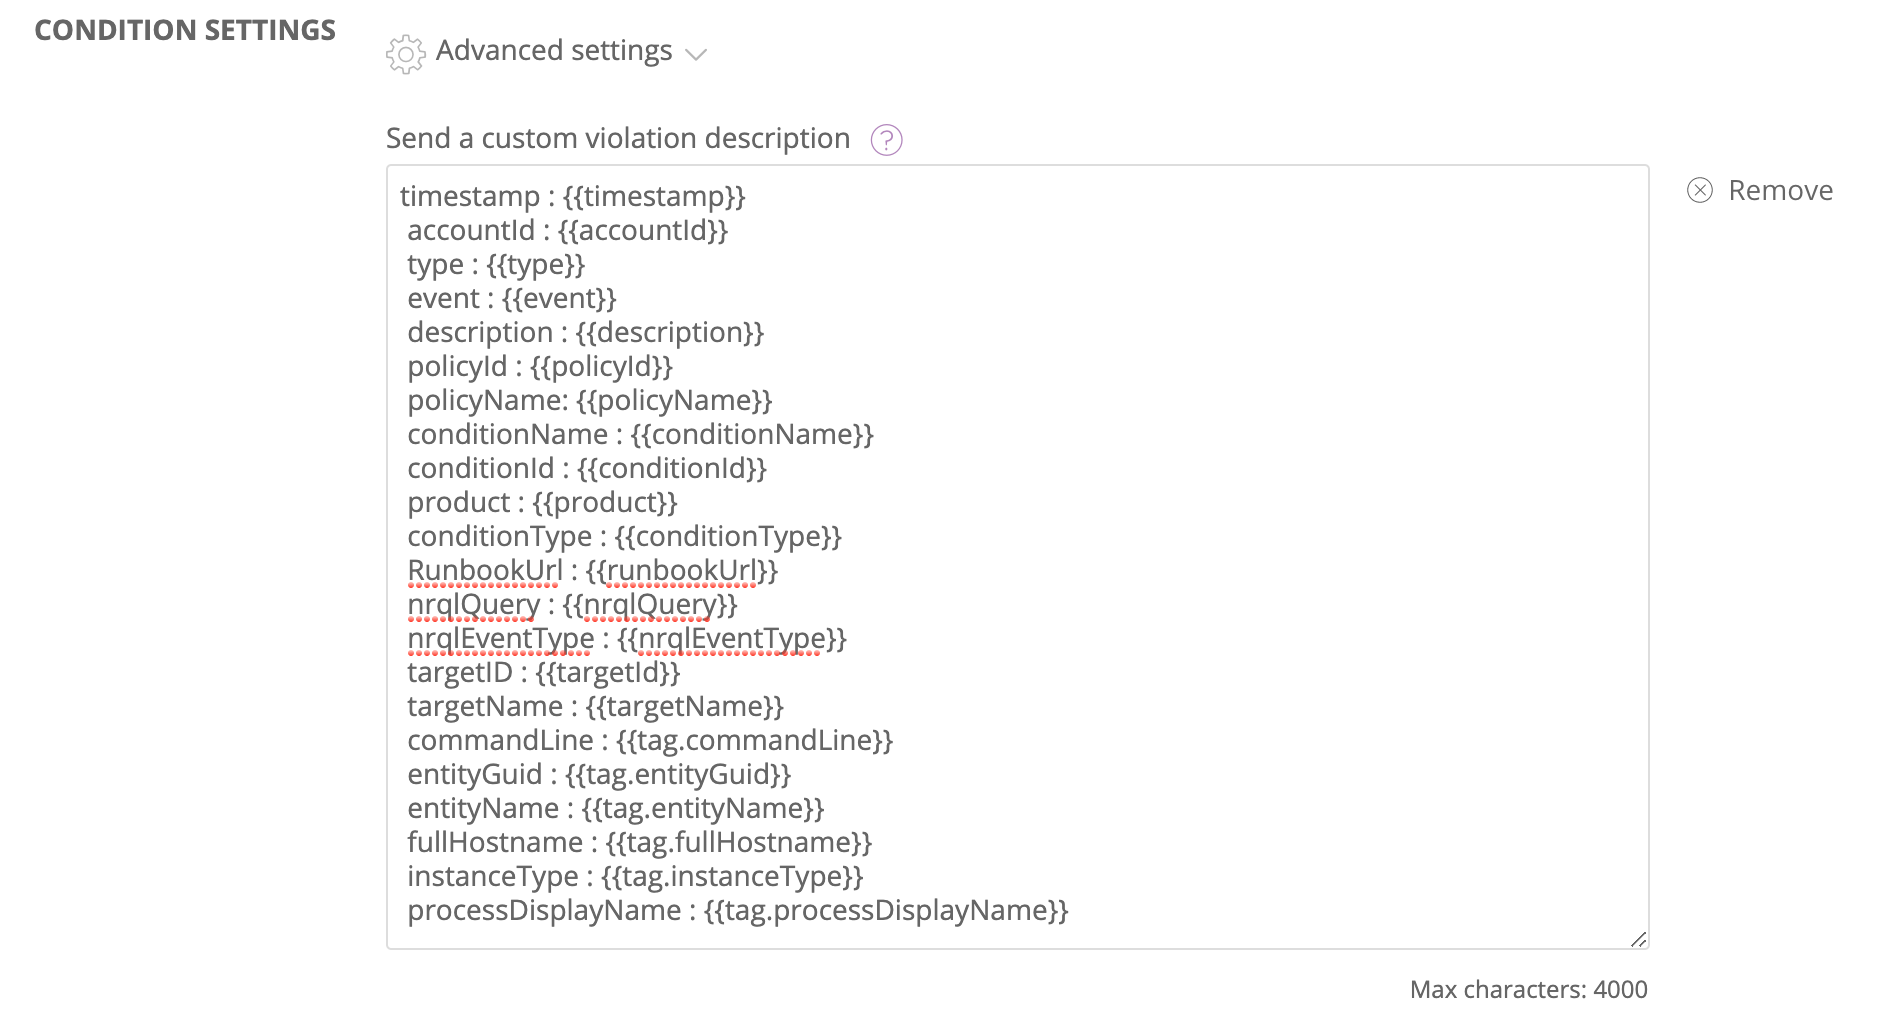 CONDITION SETTINGS
Advanced settings
Send a custom violation description ?
timestamp : {{timestamp}}
accountId : {{accountId}}
type : {{type}}
event : {{event}}
description : {{description}}
policyId : {{policyId}}
policyName: {{policyName}}
conditionName : {{conditionName}}
conditionId : {{conditionId}}
product : {{product}}
conditionType : {{conditionType}}
RunbookUrl : {{runbookUrl}}
nrqlQuery : {{nrqlQuery}}
nrqlEventType : {{nrqlEventType}}
targetID : {{targetId}}
targetName : {{targetName}}
commandLine : {{tag.commandLine}}
entityGuid : {{tag.entityGuid}}
entityName : {{tag.entityName}}
fullHostname : {{tag.fullHostname}}
instanceType : {{tag.instanceType}}
processDisplayName : {{tag.processDisplayName}}
Remove
Max characters: 4000